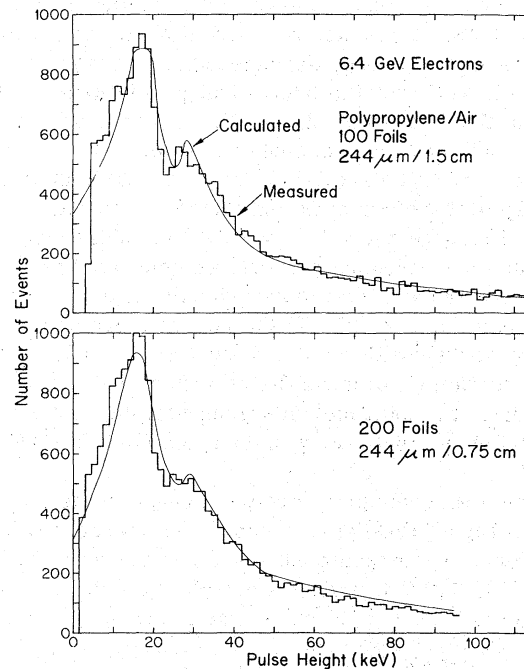 1000
800
600
400
200
0
6.4 GeV Electrons
Polypropylene/Air
100 Foils
244 μm/1.5 cm
Calculated
Measured
Number of Events
1000
800
600
400
200
0
200 Foils
244 μm/0.75 cm
0 20 40 60 80 100
Pulse Height (keV)